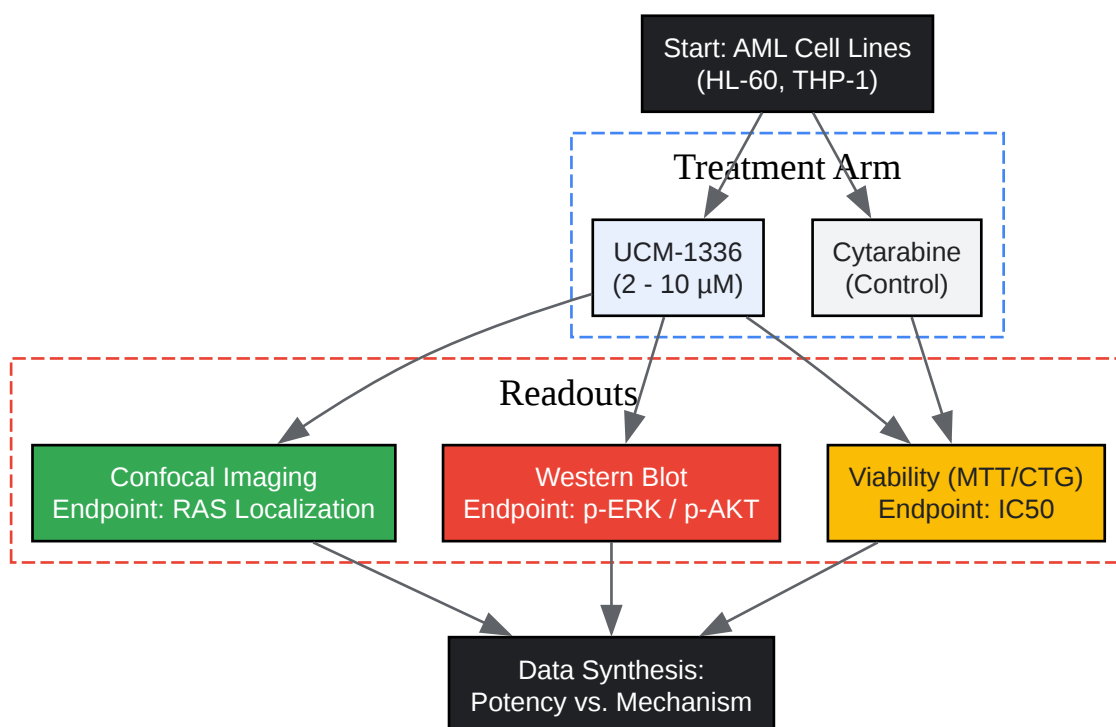 Start: AML Cell Lines
(HL-60, THP-1)
Treatment Arm
UCM-1336
(2 - 10 µM)
Cytarabine
(Control)
Readouts
Confocal Imaging
Endpoint: RAS Localization
Western Blot
Endpoint: p-ERK / p-AKT
Viability (MTT/CTG)
Endpoint: IC50
Data Synthesis:
Potency vs. Mechanism